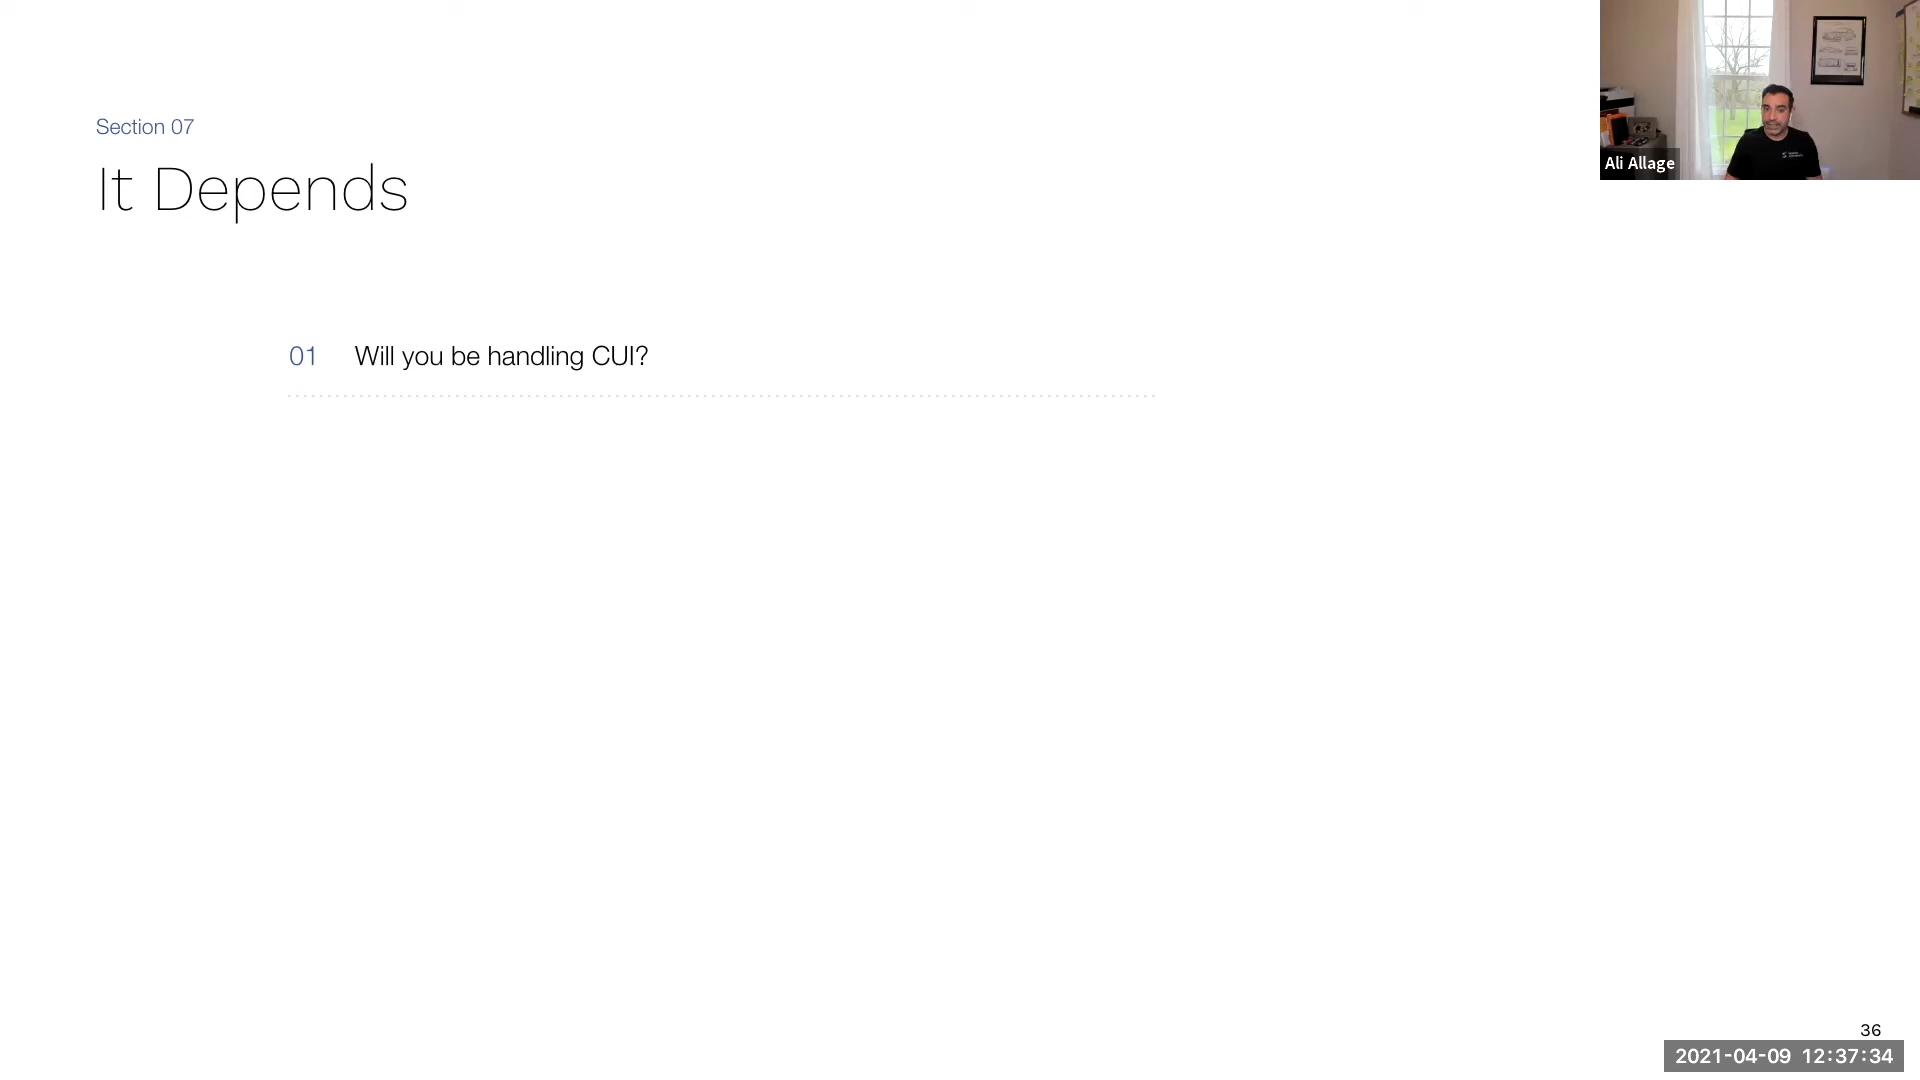 Section 07
It Depends
Ali Allage
01 Will you be handling CUI?
36
2021-04-09 12:37:34